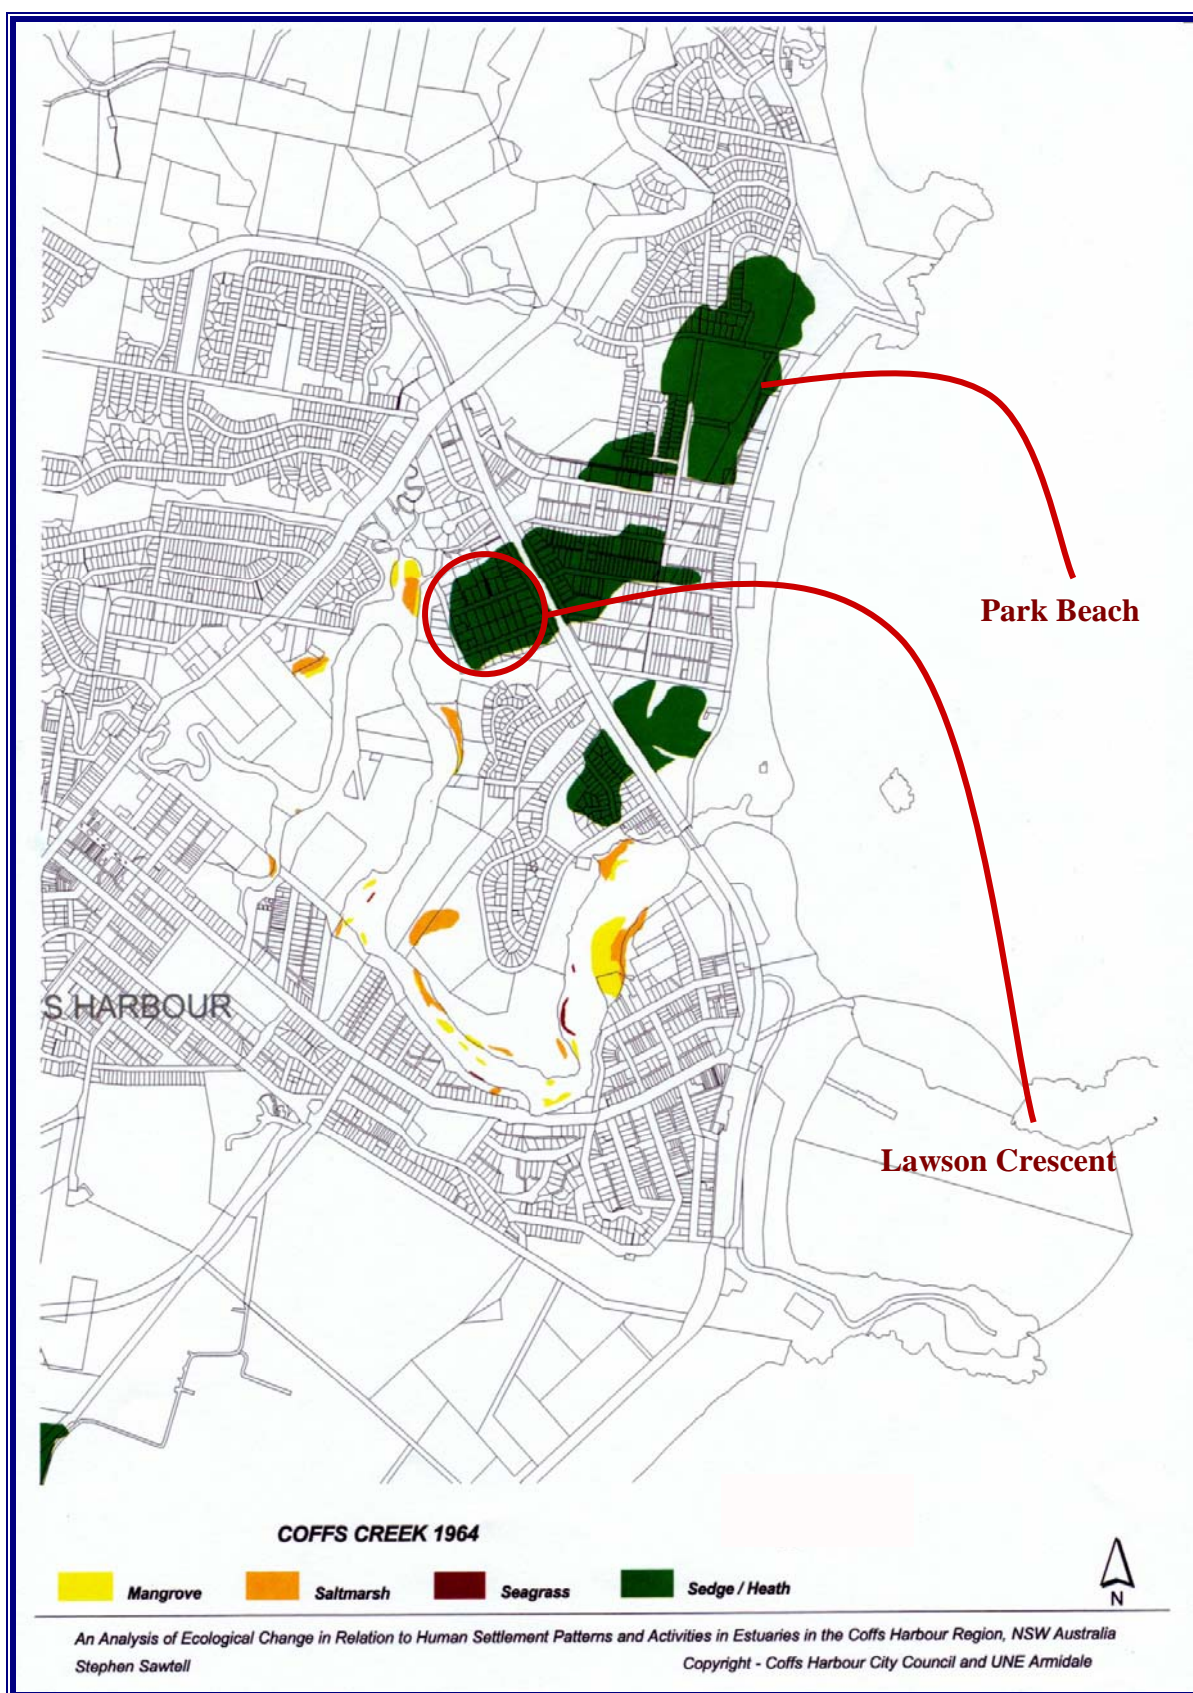 Park Beach
S HARBOUR
Lawson Crescent
COFFS CREEK 1964
Mangrove
Saltmarsh
Seagrass
Sedge / Heath
N
An Analysis of Ecological Change in Relation to Human Settlement Patterns and Activities in Estuaries in the Coffs Harbour Region, NSW Australia
Stephen Sawtell
Copyright - Coffs Harbour City Council and UNE Armidale